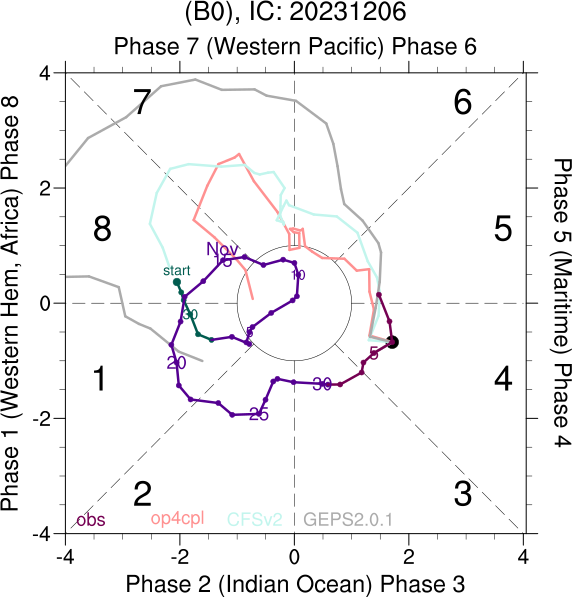 (B0), IC: 20231206
Phase 7 (Western Pacific) Phase 6
4
7
6
Phase 1 (Western Hem, Africa) Phase 8
Phase 5 (Maritime) Phase 4
2
8
5
Nov
15
start
10
0
30
5
5
20
1
4
30
-2
25
2
3
obs
op4cpl
CFSv2
GEPS2.0.1
-4
-4
-2
0
2
4
Phase 2 (Indian Ocean) Phase 3